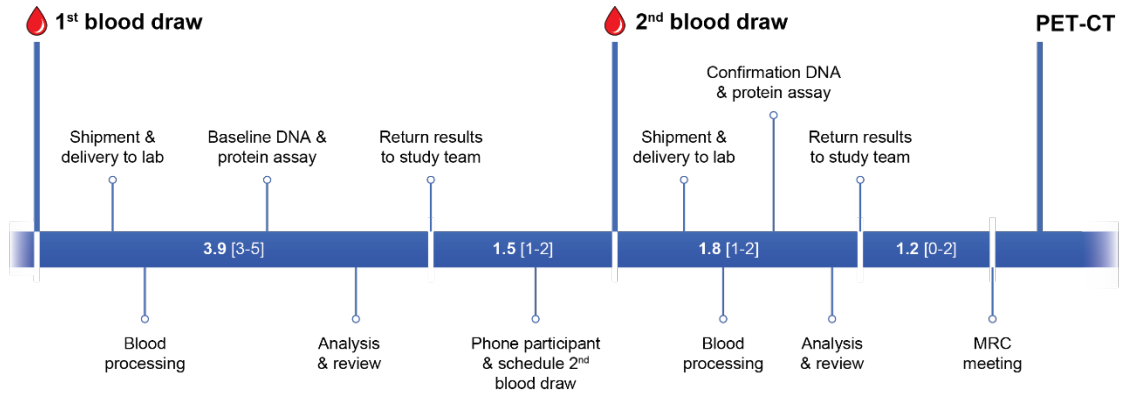 1st blood draw
2nd blood draw
PET-CT
Shipment &
delivery to lab
Baseline DNA &
protein assay
Return results
to study team
Shipment &
delivery to lab
Confirmation DNA
& protein assay
Return results
to study team
3.9 [3-5]
1.5 [1-2]
1.8 [1-2]
1.2 [0-2]
Blood
processing
Analysis
& review
Phone participant
& schedule 2nd
blood draw
Blood
processing
Analysis
& review
MRC
meeting